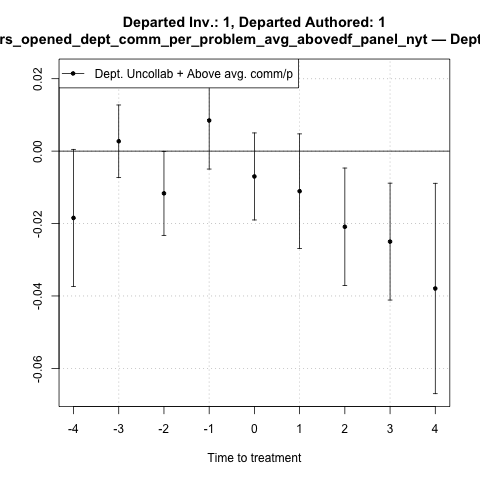 Departed Inv.: 1, Departed Authored: 1
rs_opened_dept_comm_per_problem_avg_abovedf_panel_nyt — Dept
Dept. Uncollab + Above avg. comm/p
0.02
0.00
-0.02
-0.04
-0.06
-4 -3 -2 -1 0 1 2 3 4
Time to treatment